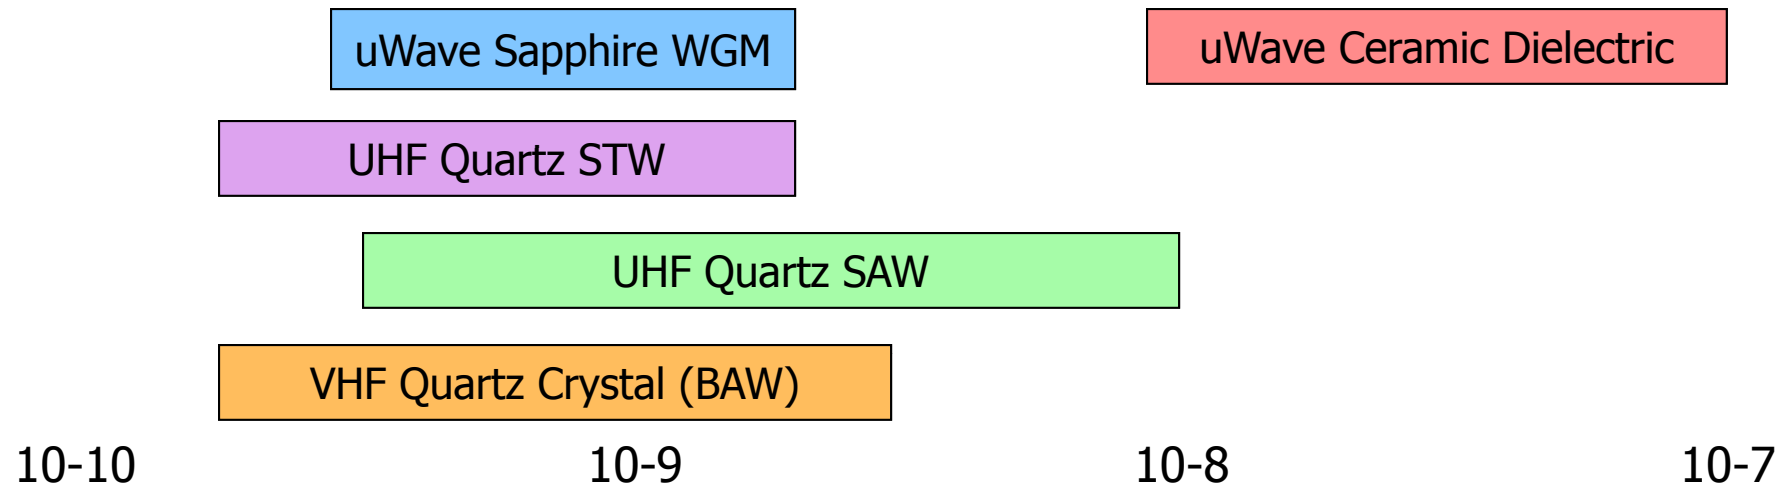 uWave Sapphire WGM
uWave Ceramic Dielectric
UHF Quartz STW
UHF Quartz SAW
VHF Quartz Crystal (BAW)
10-10 10-9 10-8 10-7